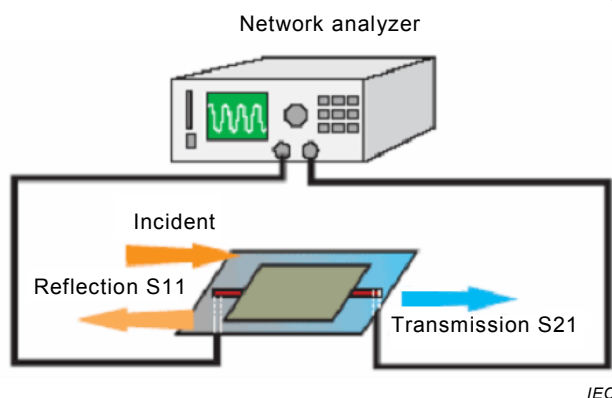 Network analyzer
Incident
Reflection S11
Transmission S21
IEC